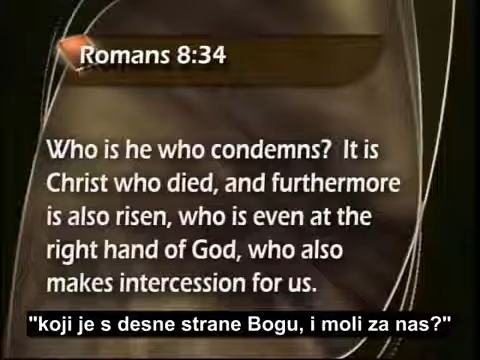 Romans 8:34
Who is he who condemns? It is
Christ who died, and furthermore
is also risen, who is even at the
right hand of God, who also
makes intercession for us.
"koji je s desne strane Bogu, i moli za nas?"